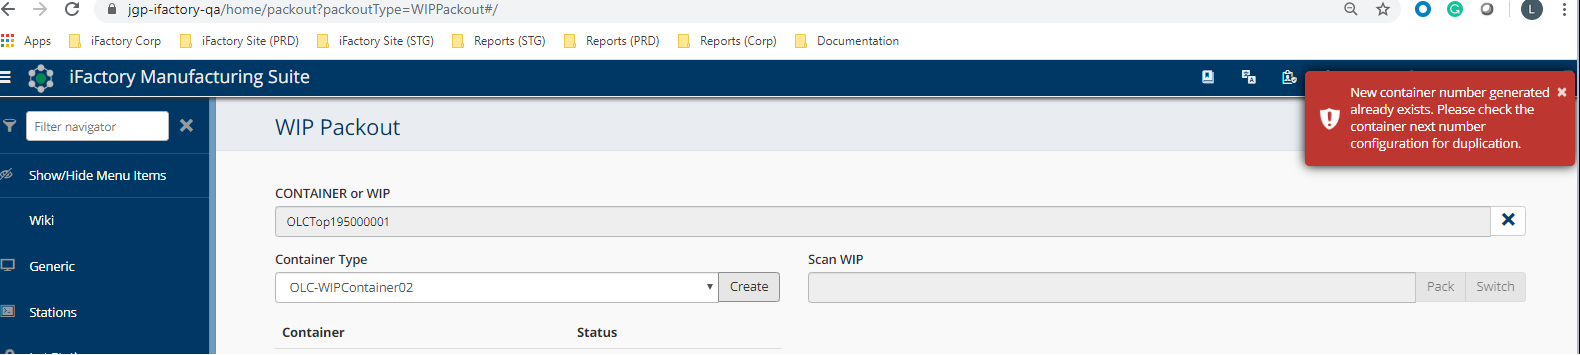 jgp-ifactory-qa/home/packout?packoutType=WIPPackout#/
L
Apps iFactory Corp iFactory Site (PRD) iFactory Site (STG) Reports (STG) Reports (PRD) Reports (Corp) Documentation
iFactory Manufacturing Suite
New container number generated
already exists. Please check the
container next number
configuration for duplication.
Filter navigator
WIP Packout
Show/Hide Menu Items
CONTAINER or WIP
Wiki
OLCTop195000001
Generic
Container Type Scan WIP
OLC-WIPContainer02 Create Pack Switch
Stations
Container Status